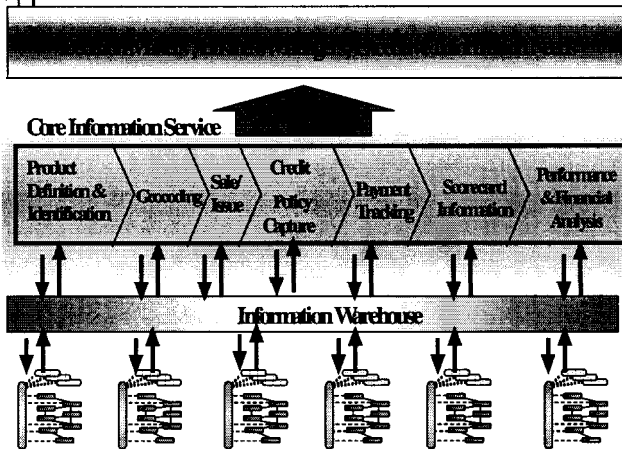 Core Information Service
Product
Definition &
Identification
Geocoding
Sale/
Issue
Credit
Policy
Capture
Payment
Tracking
Scorecard
Information
Performance
& Financial
Analysis
Information Warehouse